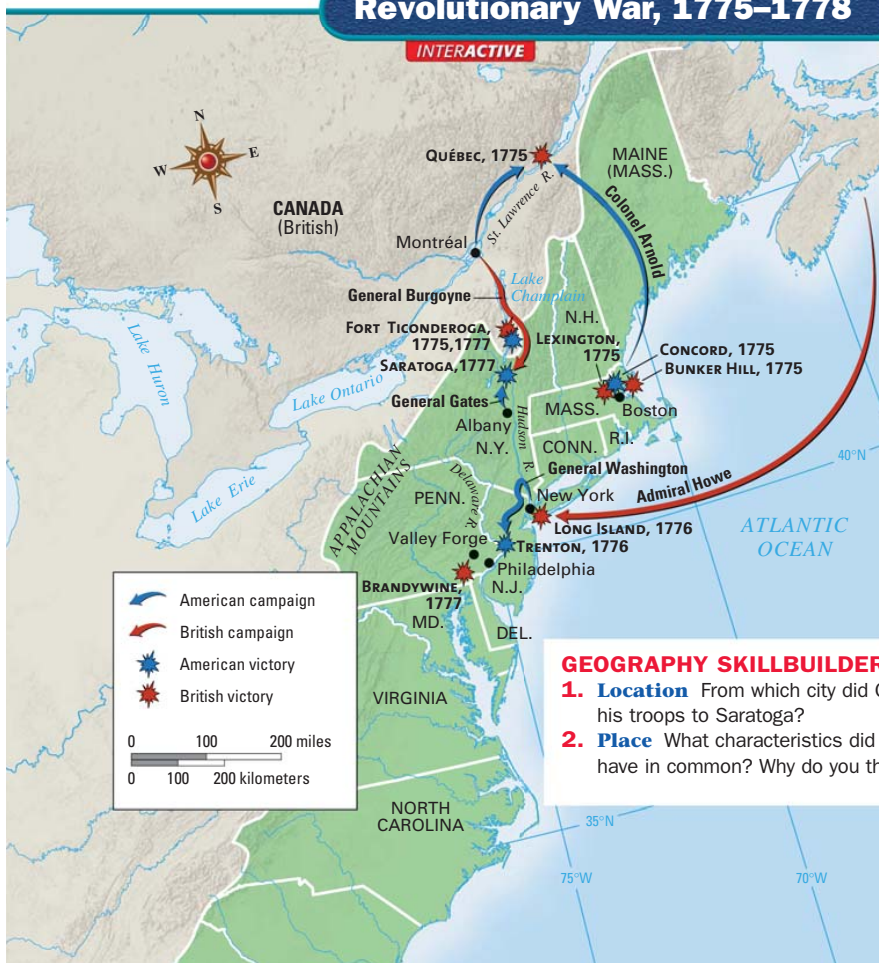 Revolutionary War, 1775–1778
INTERACTIVE
N
W
E
S
QUÉBEC, 1775
MAINE
(MASS.)
CANADA
(British)
St. Lawrence R.
Montréal
Colonel Arnold
Lake
Champlain
General Burgoyne
N.H.
FORT TICONDEROGA,
1775,1777
LEXINGTON,
1775
CONCORD, 1775
BUNKER HILL, 1775
SARATOGA,1777
Lake Huron
Lake Ontario
General Gates
Albany
N.Y.
Hudson R.
MASS.
Boston
CONN.
R.I.
General Washington
40°N
Lake Erie
APPALACHIAN
MOUNTAINS
PENN.
Delaware R.
New York
Admiral Howe
LONG ISLAND, 1776
ATLANTIC
OCEAN
Valley Forge
TRENTON, 1776
Philadelphia
BRANDYWINE,
1777
N.J.
MD.
DEL.
American campaign
British campaign
American victory
British victory
0 100 200 miles
0 100 200 kilometers
VIRGINIA
NORTH
CAROLINA
GEOGRAPHY SKILLBUILDER
1. Location From which city did
his troops to Saratoga?
2. Place What characteristics did
have in common? Why do you
35°N
75°W
70°W